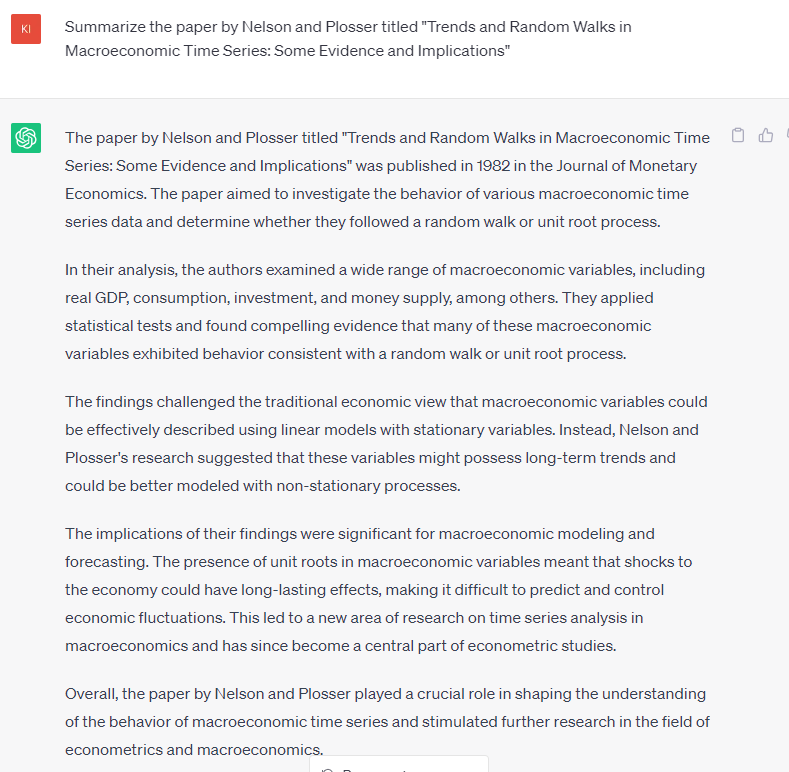 KI
Summarize the paper by Nelson and Plosser titled "Trends and Random Walks in
Macroeconomic Time Series: Some Evidence and Implications"
The paper by Nelson and Plosser titled "Trends and Random Walks in Macroeconomic Time
Series: Some Evidence and Implications" was published in 1982 in the Journal of Monetary
Economics. The paper aimed to investigate the behavior of various macroeconomic time
series data and determine whether they followed a random walk or unit root process.
In their analysis, the authors examined a wide range of macroeconomic variables, including
real GDP, consumption, investment, and money supply, among others. They applied
statistical tests and found compelling evidence that many of these macroeconomic
variables exhibited behavior consistent with a random walk or unit root process.
The findings challenged the traditional economic view that macroeconomic variables could
be effectively described using linear models with stationary variables. Instead, Nelson and
Plosser's research suggested that these variables might possess long-term trends and
could be better modeled with non-stationary processes.
The implications of their findings were significant for macroeconomic modeling and
forecasting. The presence of unit roots in macroeconomic variables meant that shocks to
the economy could have long-lasting effects, making it difficult to predict and control
economic fluctuations. This led to a new area of research on time series analysis in
macroeconomics and has since become a central part of econometric studies.
Overall, the paper by Nelson and Plosser played a crucial role in shaping the understanding
of the behavior of macroeconomic time series and stimulated further research in the field of
econometrics and macroeconomics.